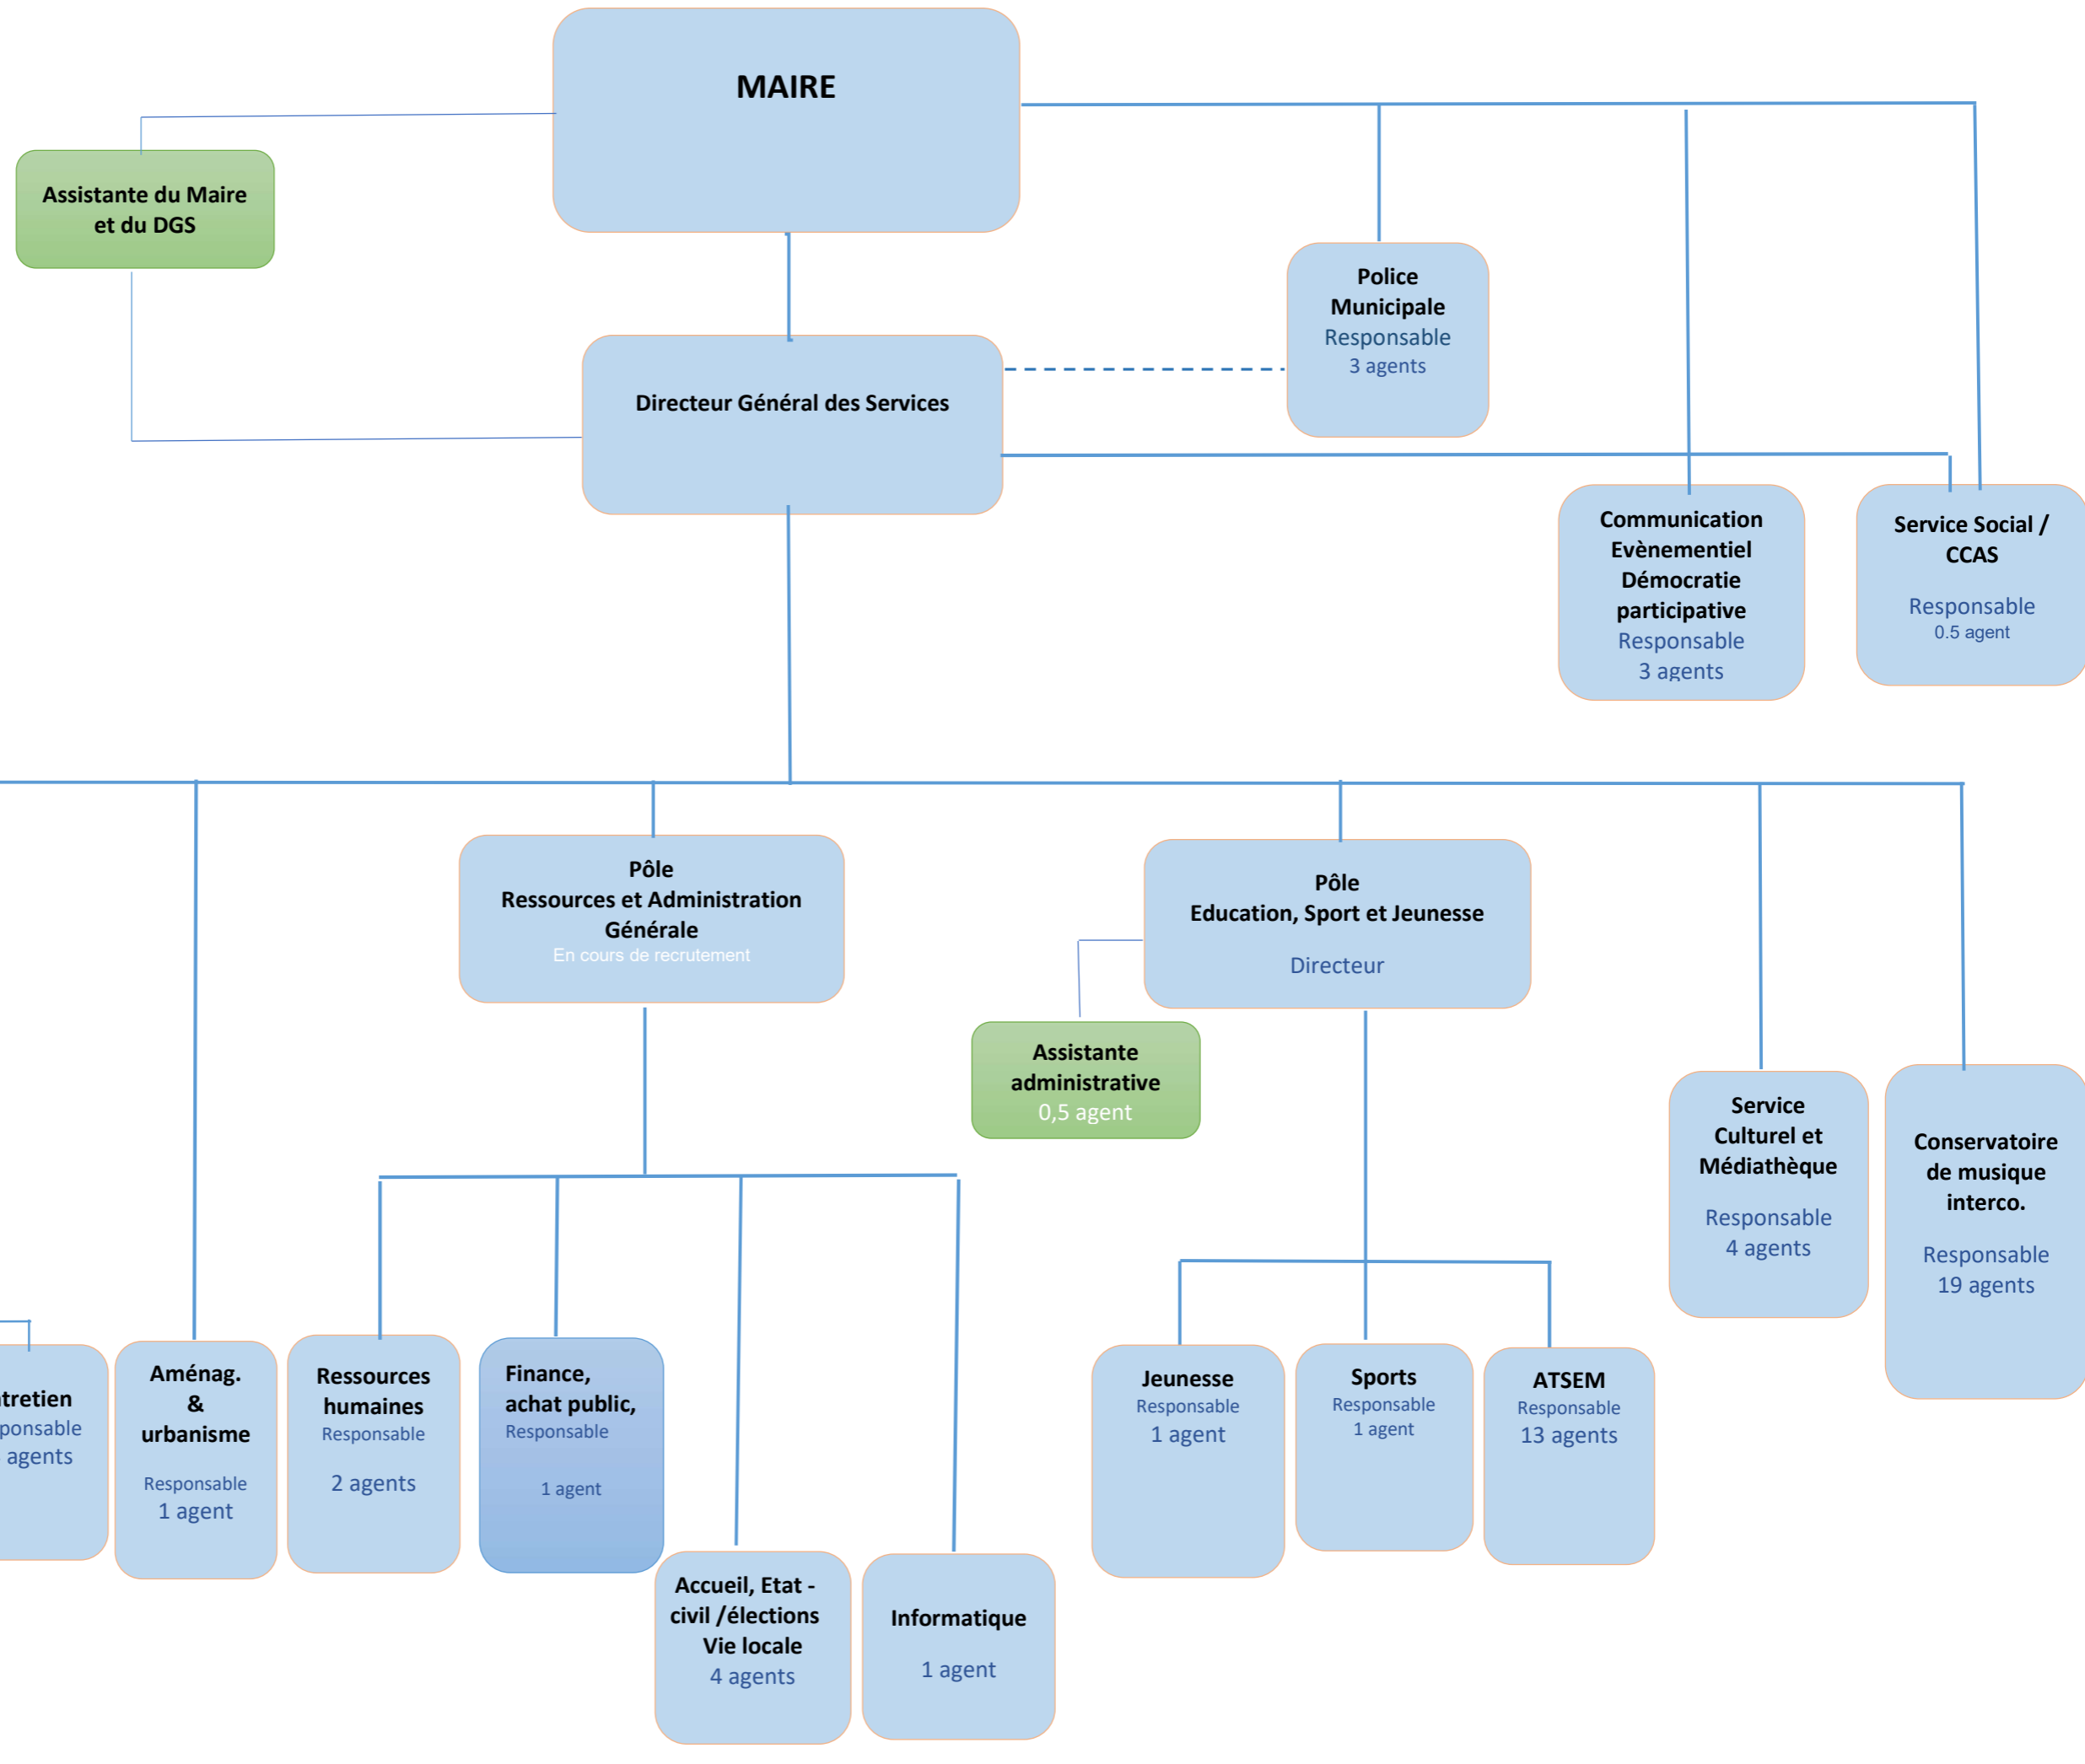 MAIRE
Assistante du Maire
et du DGS
Police
Municipale
Responsable
3 agents
Directeur Général des Services
Communication
Evènementiel
Démocratie
participative
Responsable
3 agents
Service Social /
CCAS
Responsable
0.5 agent
Pôle
Ressources et Administration
Générale
En cours de recrutement
Pôle
Education, Sport et Jeunesse
Directeur
Assistante
administrative
0,5 agent
Service
Culturel et
Médiathèque
Responsable
4 agents
Conservatoire
de musique
interco.
Responsable
19 agents
agents
Aménag.
&
urbanisme
Responsable
1 agent
Ressources
humaines
Responsable
2 agents
Finance,
achat public,
Responsable
1 agent
Accueil, Etat -
civil /élections
Vie locale
4 agents
Informatique
1 agent
Jeunesse
Responsable
1 agent
Sports
Responsable
1 agent
ATSEM
Responsable
13 agents